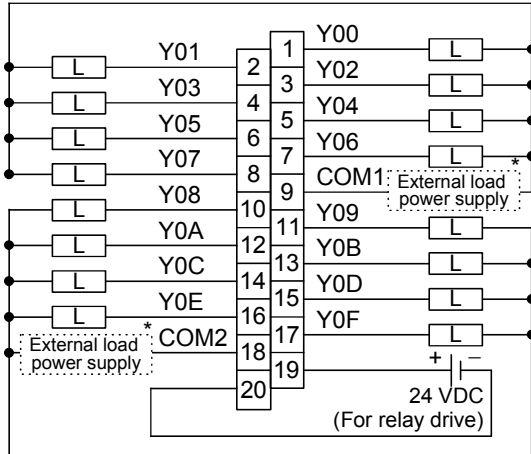 Y00
1
L
Y01
L
2
Y02
3
L
Y03
L
4
Y04
5
L
Y05
L
6
Y06
7
L
Y07
L
8
COM1
9
*
External load
power supply
Y08
L
10
Y09
11
L
Y0A
L
12
Y0B
13
L
Y0C
L
14
Y0D
15
L
Y0E
L
16
Y0F
17
L
*
External load
power supply
COM2
18
19
+ −
20
24 VDC
(For relay drive)